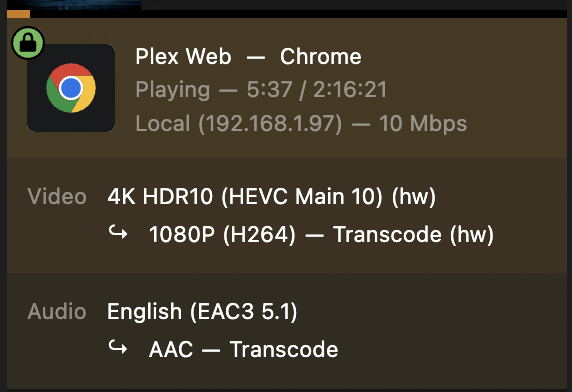 Plex Web — Chrome
Playing — 5:37 / 2:16:21
Local (192.168.1.97) — 10 Mbps
Video 4K HDR10 (HEVC Main 10) (hw)
↪ 1080P (H264) — Transcode (hw)
Audio English (EAC3 5.1)
↪ AAC — Transcode